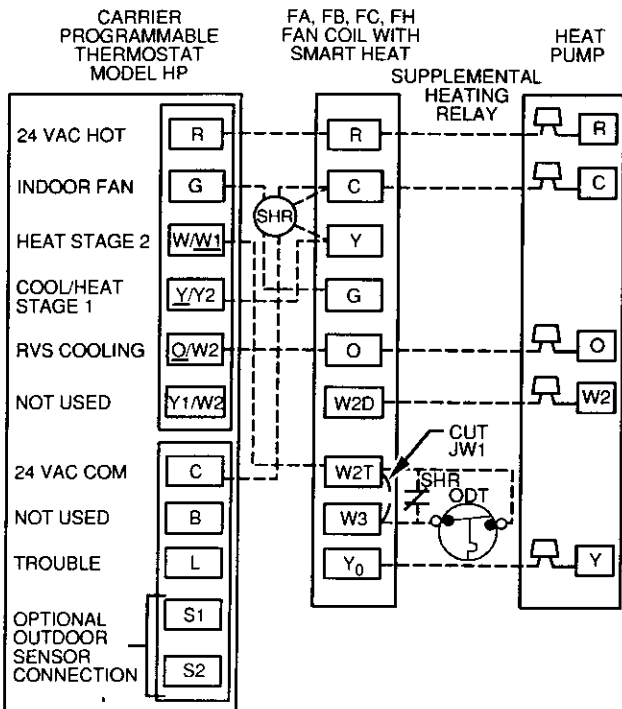 CARRIER
PROGRAMMABLE
THERMOSTAT
MODEL HP
FA, FB, FC, FH
FAN COIL WITH
SMART HEAT
HEAT
PUMP
SUPPLEMENTAL
HEATING
RELAY
24 VAC HOT
R
R
R
INDOOR FAN
G
C
C
SHR
HEAT STAGE 2
W/W1
Y
COOL/HEAT
STAGE 1
Y/Y2
G
RVS COOLING
O/W2
O
O
NOT USED
Y1/W2
W2D
W2
CUT
JW1
24 VAC COM
C
W2T
SHR
ODT
NOT USED
B
W3
TROUBLE
L
Y0
Y
OPTIONAL
OUTDOOR
SENSOR
CONNECTION
S1
S2